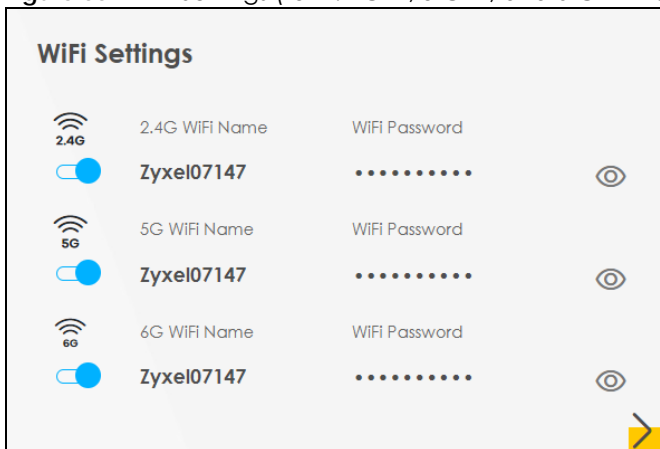 WiFi Settings
2.4G
2.4G WiFi Name WiFi Password
Zyxel07147 ••••••••••
5G
5G WiFi Name WiFi Password
Zyxel07147 ••••••••••
6G
6G WiFi Name WiFi Password
Zyxel07147 ••••••••••